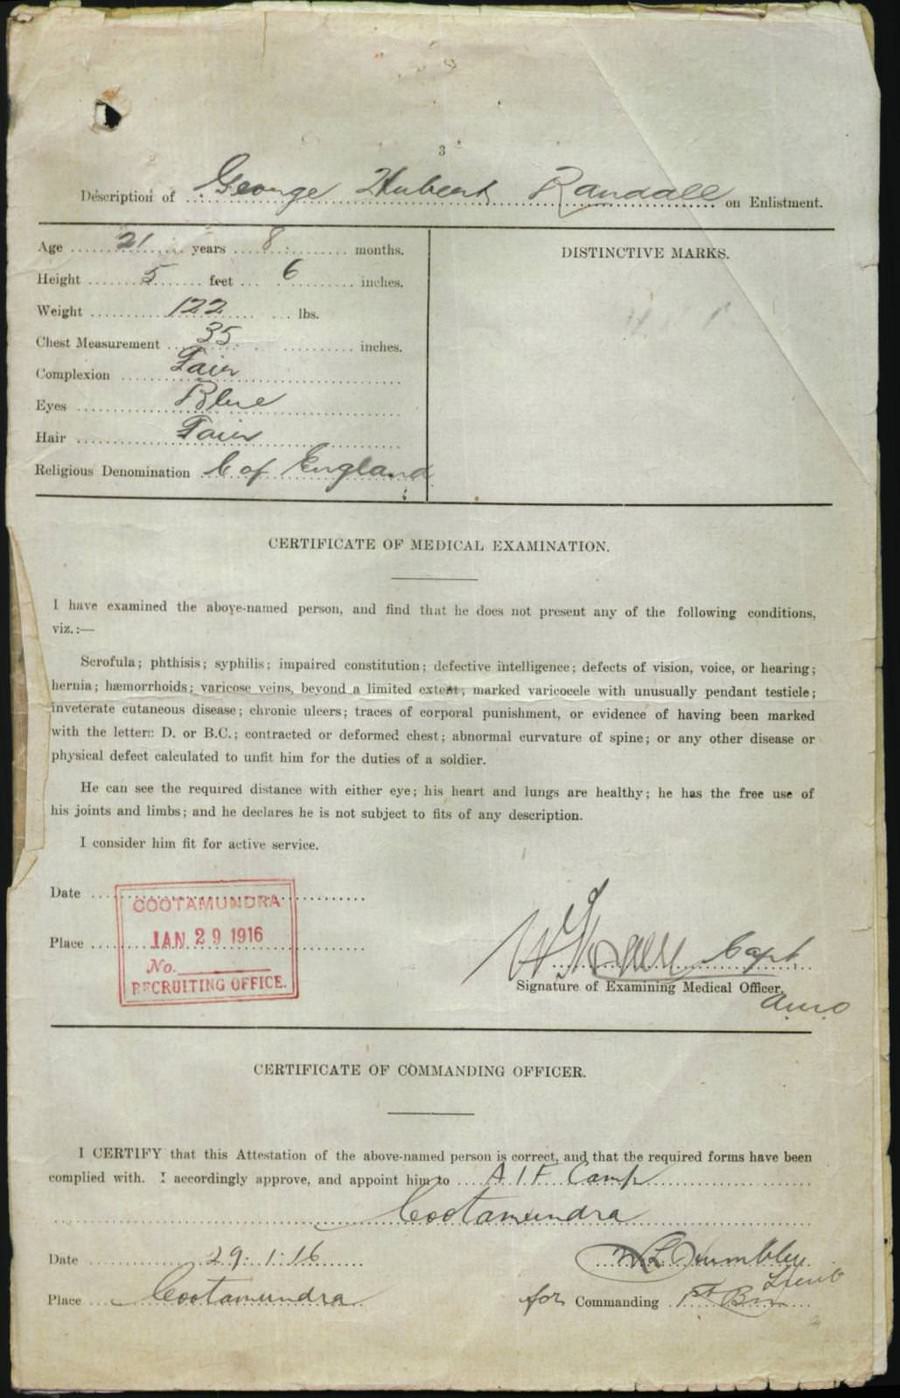 3
Description of George Hubert Randall on Enlistment.
Age 21 years 8 months.
Height 5 feet 6 inches.
Weight 122 lbs.
Chest Measurement 35 inches.
Complexion Fair
Eyes Blue
Hair Fair
Religious Denomination C of England
DISTINCTIVE MARKS.
CERTIFICATE OF MEDICAL EXAMINATION.
I have examined the above-named person, and find that he does not present any of the following conditions,
viz.:—
Scrofula; phthisis; syphilis; impaired constitution; defective intelligence; defects of vision, voice, or hearing;
hernia; hæmorrhoids; varicose veins, beyond a limited extent; marked varicocele with unusually pendant testicle;
inveterate cutaneous disease; chronic ulcers; traces of corporal punishment, or evidence of having been marked
with the letters D. or B.C.; contracted or deformed chest; abnormal curvature of spine; or any other disease or
physical defect calculated to unfit him for the duties of a soldier.
He can see the required distance with either eye; his heart and lungs are healthy; he has the free use of
his joints and limbs; and he declares he is not subject to fits of any description.
I consider him fit for active service.
Date
COOTAMUNDRA
Place JAN 29 1916
No.
RECRUITING OFFICE.
Capt
Signature of Examining Medical Officer.
CERTIFICATE OF COMMANDING OFFICER.
I CERTIFY that this Attestation of the above-named person is correct, and that the required forms have been
complied with. I accordingly approve, and appoint him to A I F Camp
Cootamundra
Date 29.1.16
Lieut
Place Cootamundra for Commanding 1st Bn